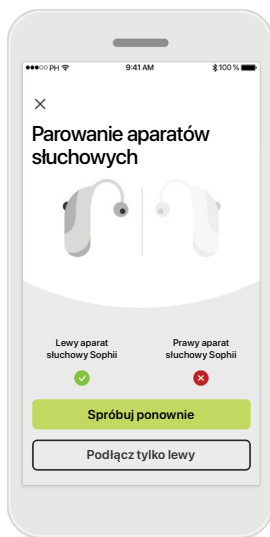 PH 9:41 AM 100 %
Parowanie aparatów
słuchowych
Lewy aparat
słuchowy Sophii
Prawy aparat
słuchowy Sophii
Spróbuj ponownie
Podłącz tylko lewy